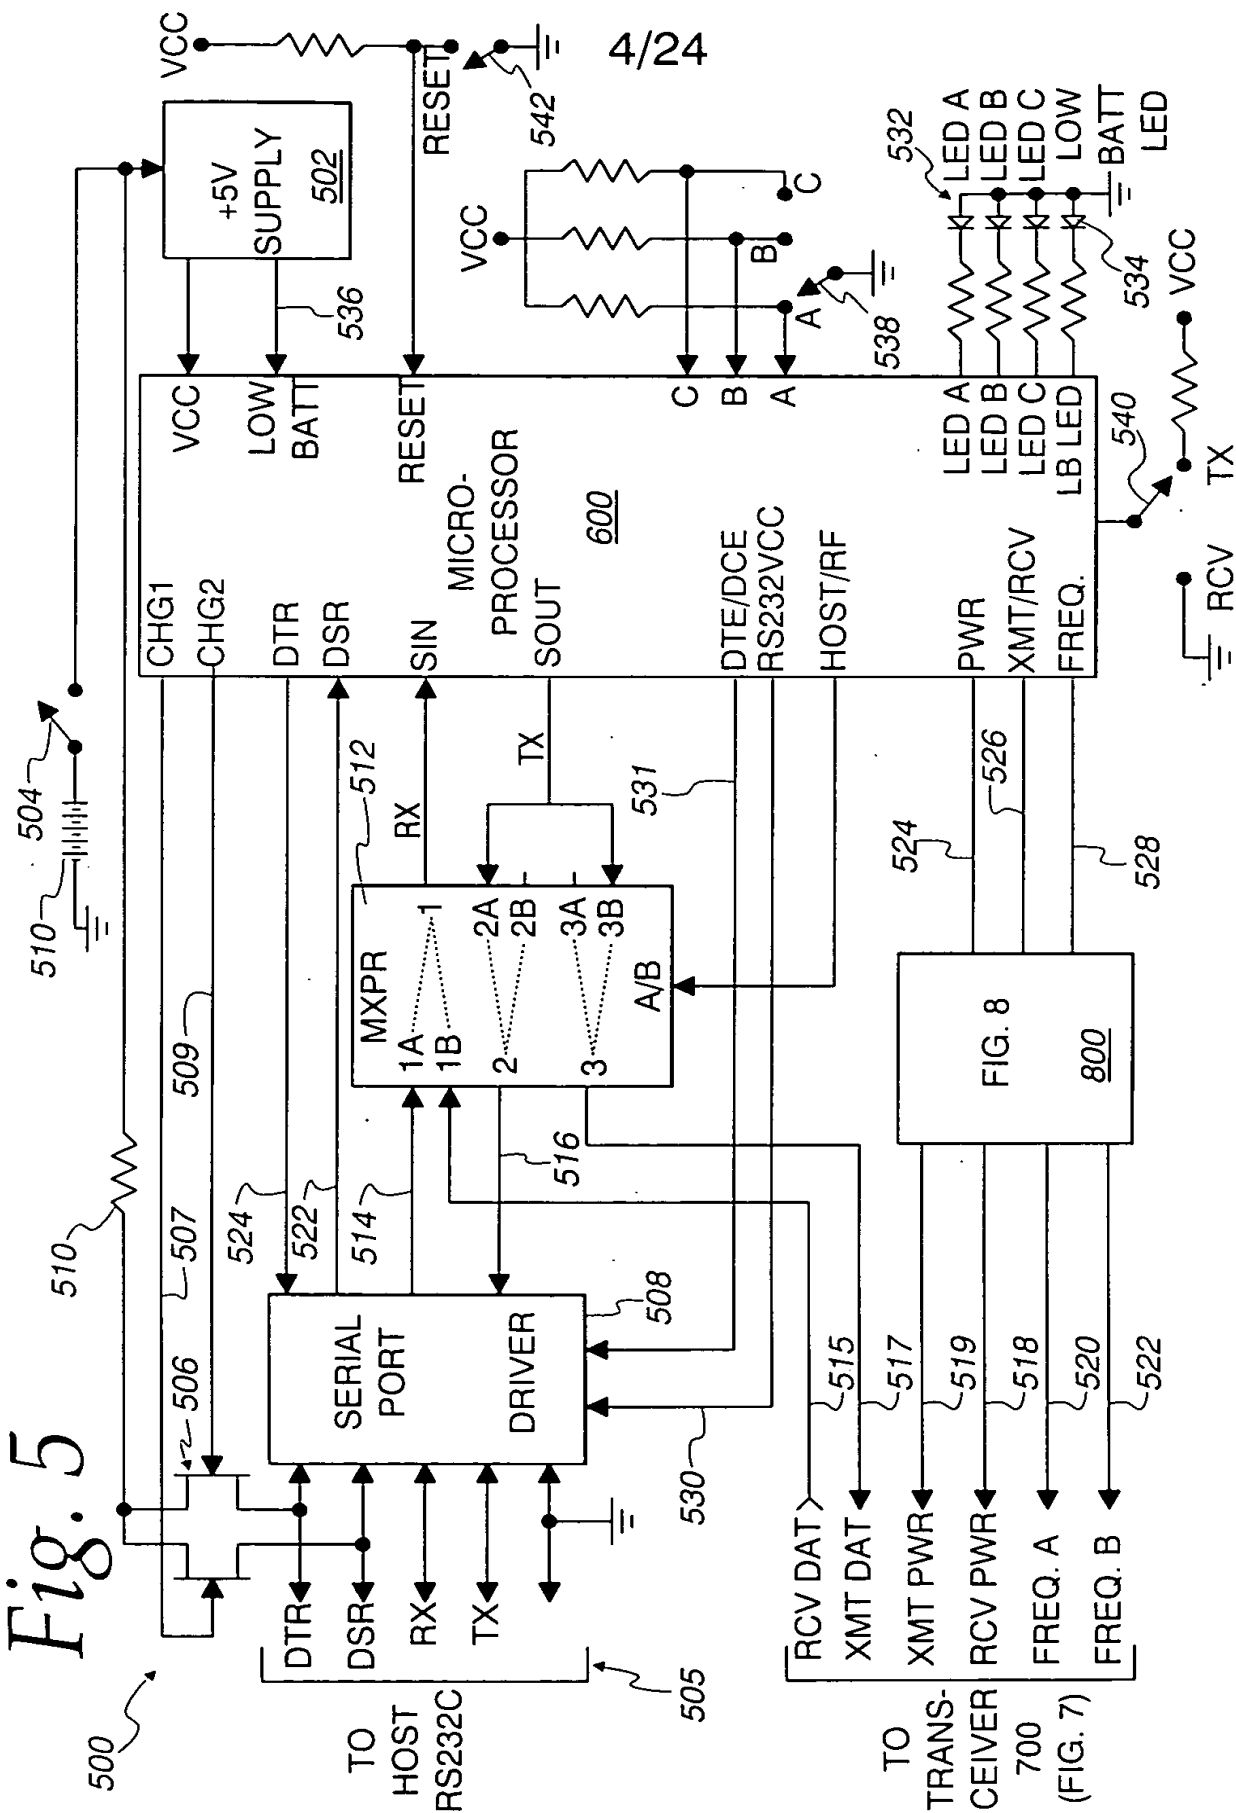 4/24
Fig. 5
500
510
504
VCC
+5V
SUPPLY
502
536
VCC
RESET
542
VCC
C
B
A
538
532
LED A
LED B
LED C
LOW
BATT
LED
534
VCC
TX
RCV
540
CHG1
CHG2
DTR
DSR
SIN
SOUT
DTE/DCE
RS232VCC
HOST/RF
PWR
XMT/RCV
FREQ.
MICRO-
PROCESSOR
600
VCC
LOW
BATT
RESET
C
B
A
LED A
LED B
LED C
LB LED
510
507
509
506
524
522
514
516
RX
TX
512
MXPR
1A
1B
1
2
2A
2B
3
3A
3B
A/B
531
530
SERIAL
PORT
DRIVER
508
DTR
DSR
RX
TX
505
TO
HOST
RS232C
524
526
528
FIG. 8
800
515
517
519
518
520
522
RCV DAT
XMT DAT
XMT PWR
RCV PWR
FREQ. A
FREQ. B
TO
TRANS-
CEIVER
700
(FIG. 7)